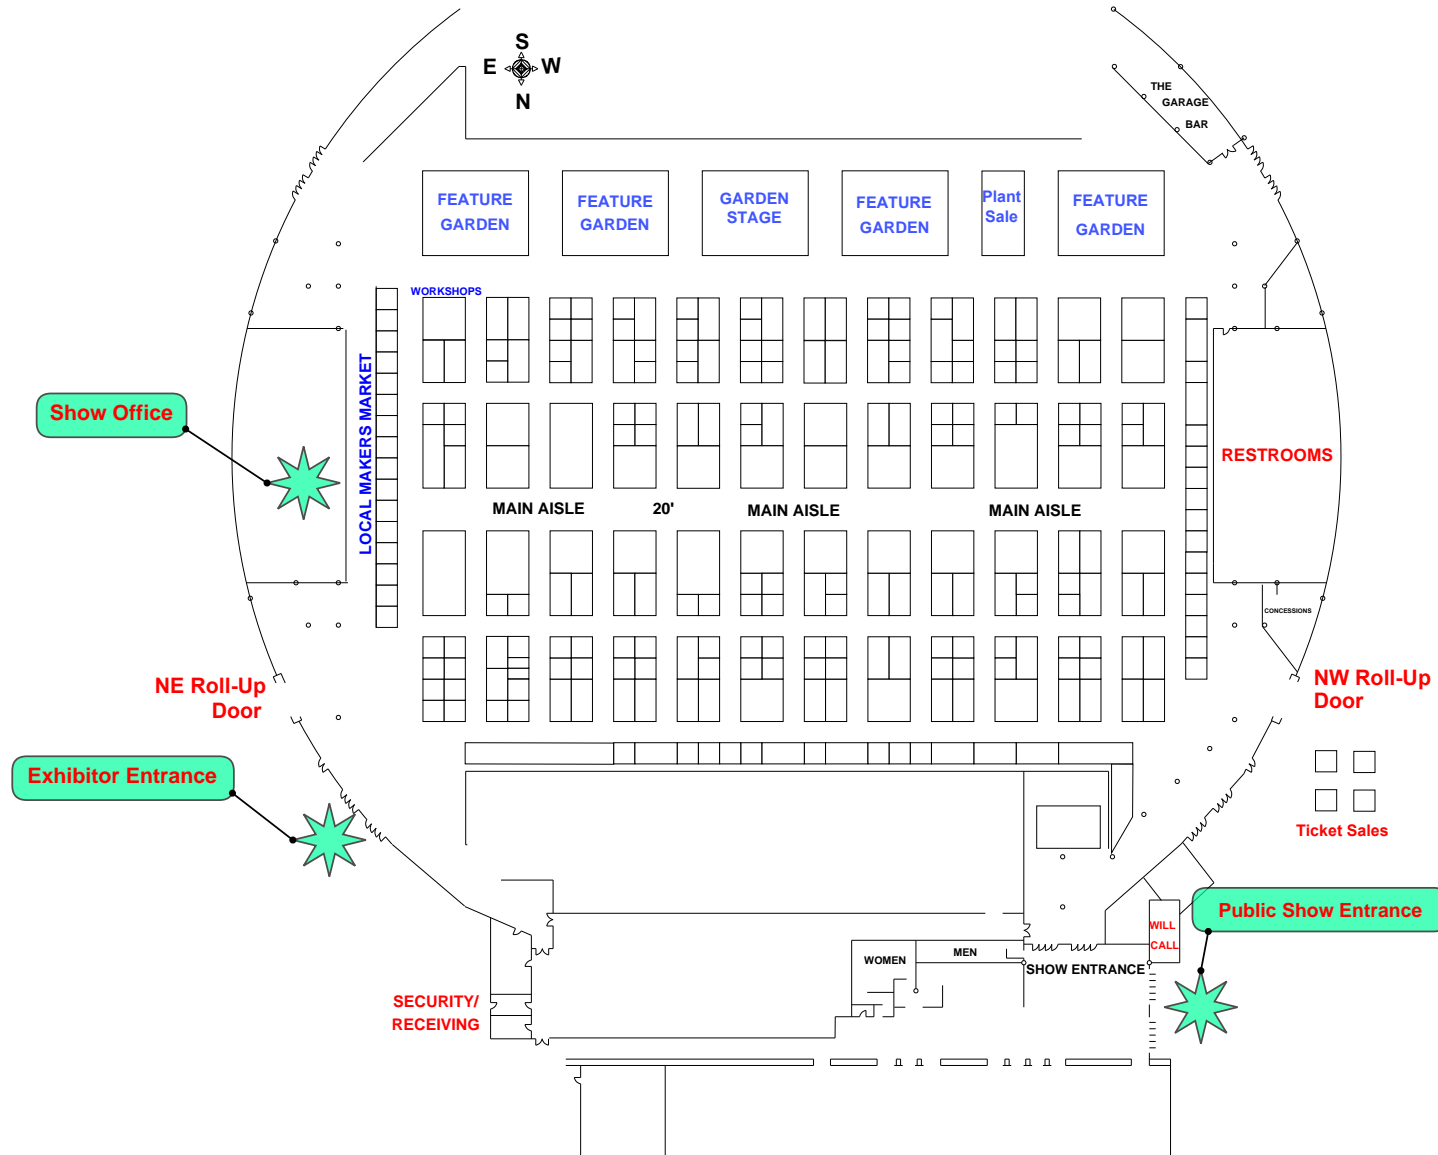 S
E W
N
THE
GARAGE
BAR
FEATURE
GARDEN
FEATURE
GARDEN
GARDEN
STAGE
FEATURE
GARDEN
Plant
Sale
FEATURE
GARDEN
WORKSHOPS
LOCAL MAKERS MARKET
Show Office
RESTROOMS
MAIN AISLE 20' MAIN AISLE MAIN AISLE
CONCESSIONS
NE Roll-Up
Door
NW Roll-Up
Door
Exhibitor Entrance
Ticket Sales
Public Show Entrance
WILL
CALL
WOMEN
MEN
SHOW ENTRANCE
SECURITY/
RECEIVING